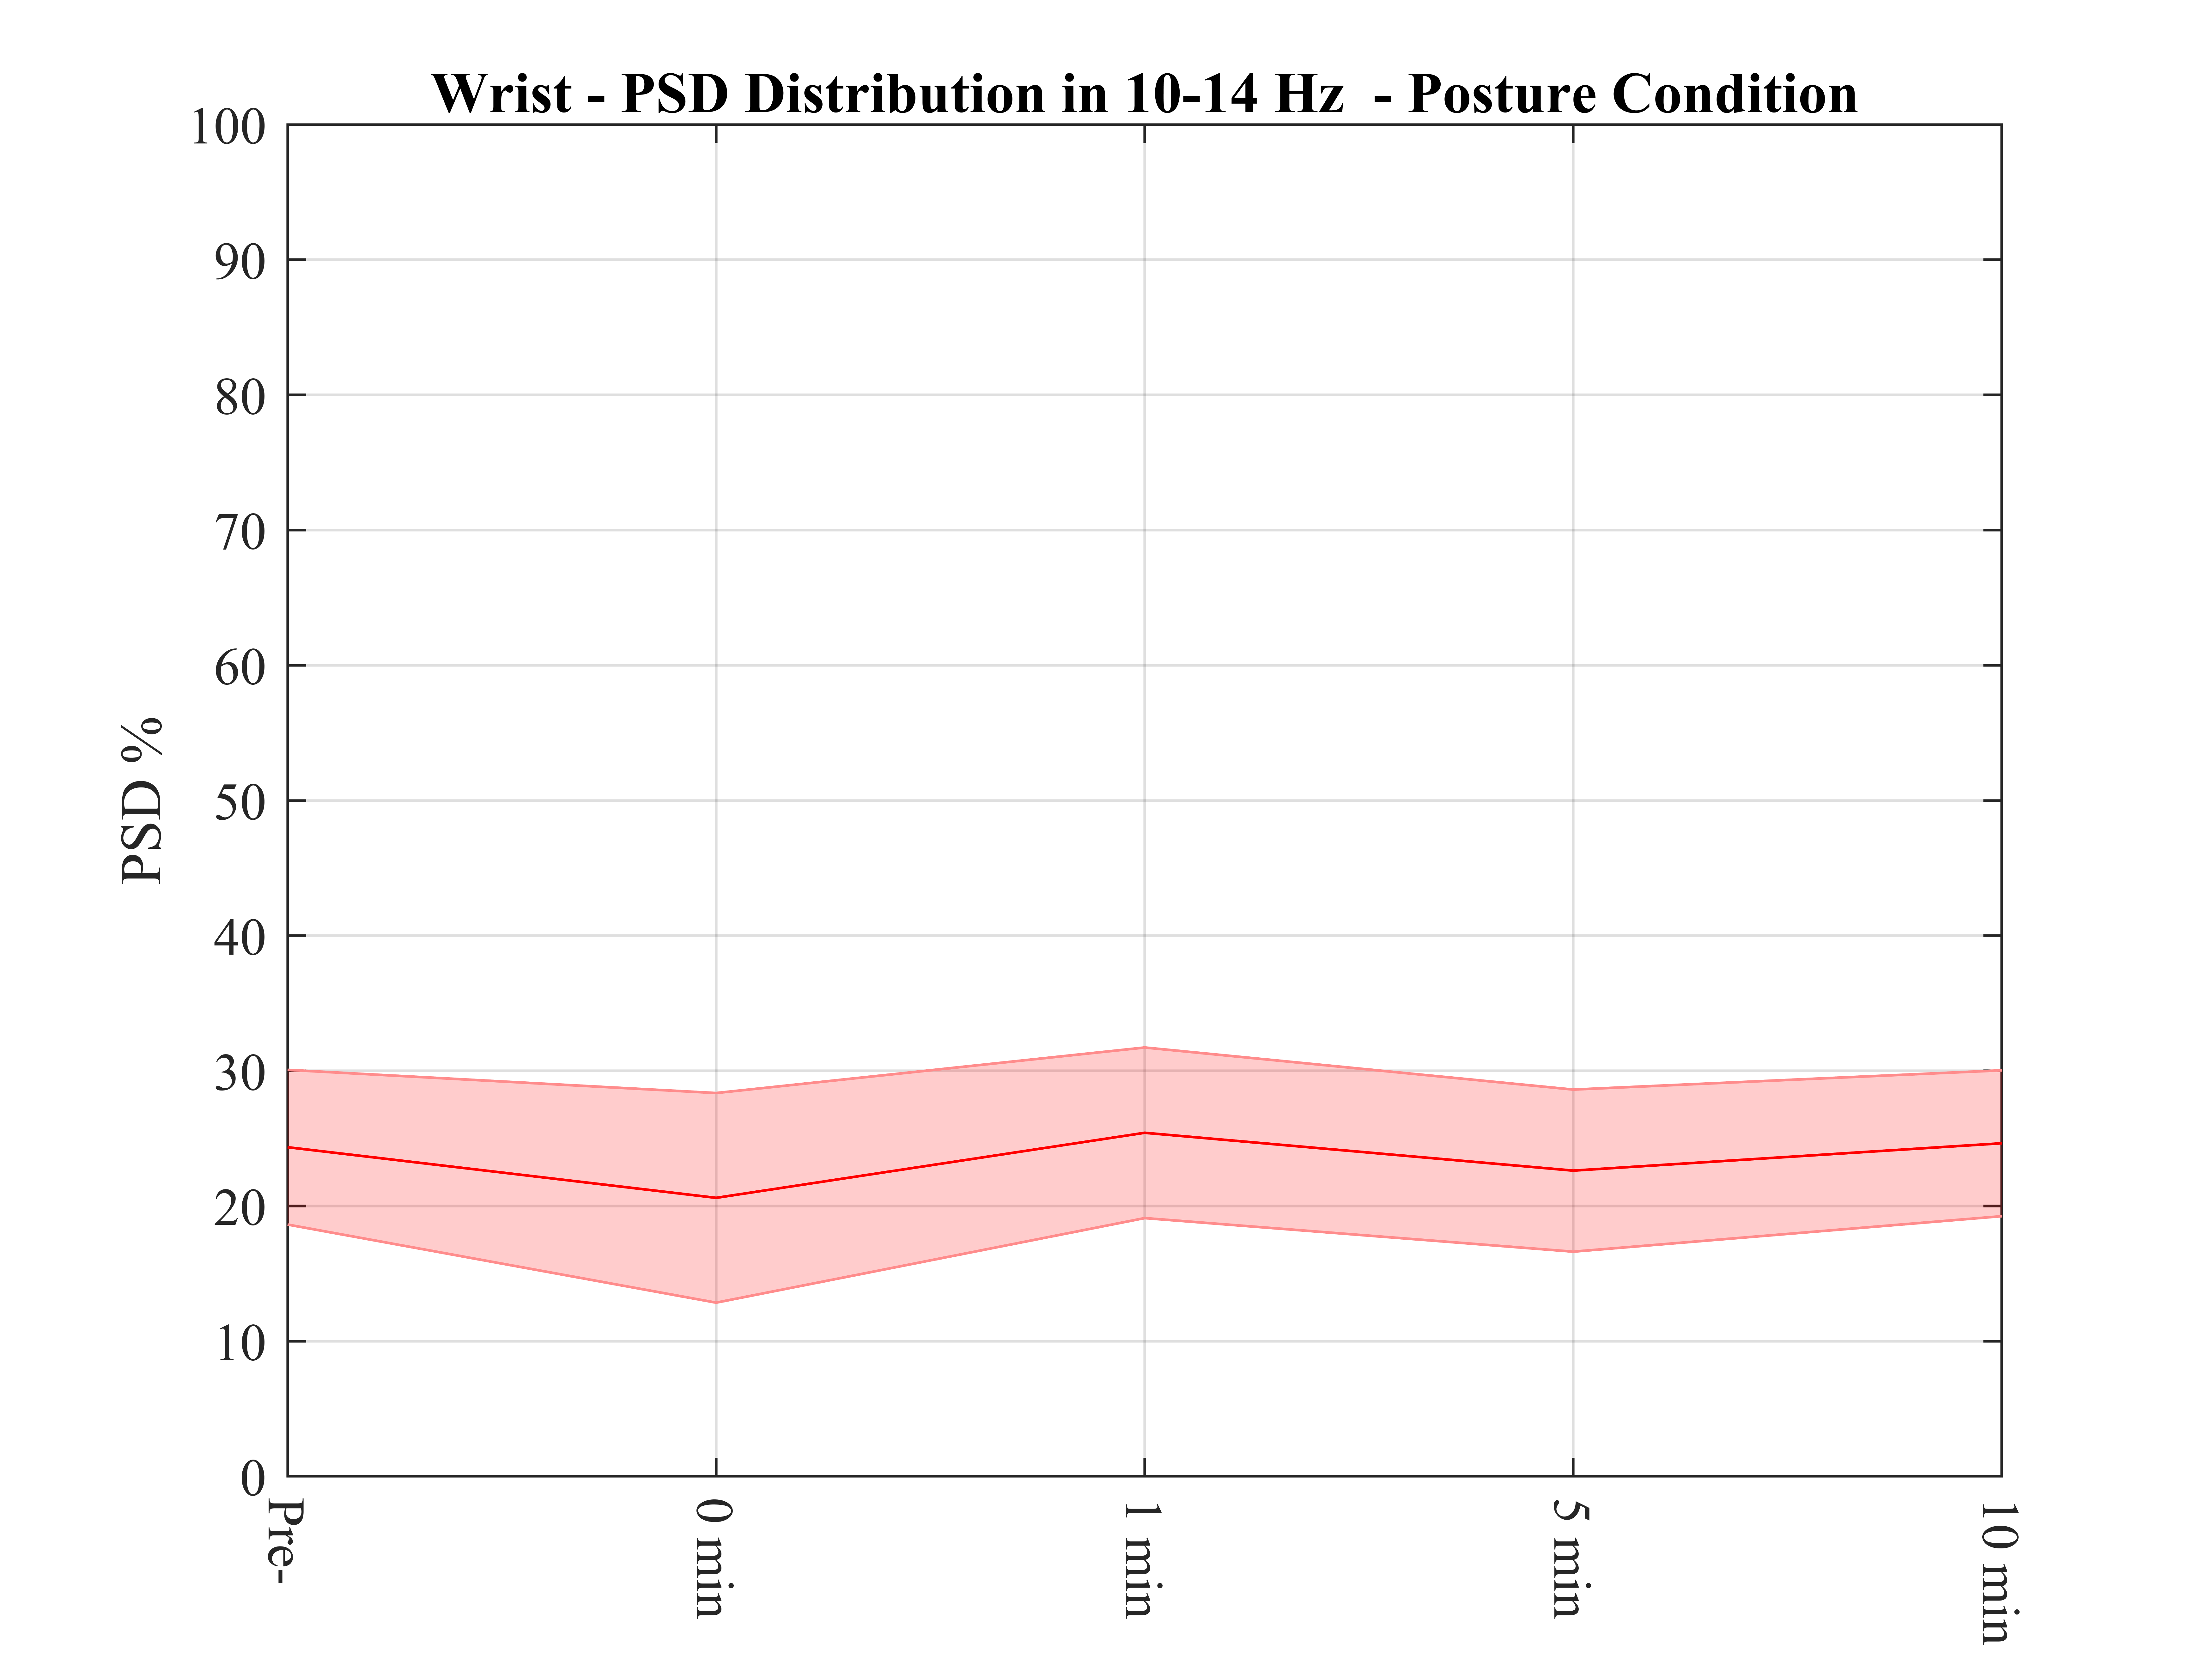 Wrist - PSD Distribution in 10-14 Hz  - Posture Condition
100
90
80
70
60
50
40
30
20
10
0
PSD %
Pre-
0 min
1 min
5 min
10 min